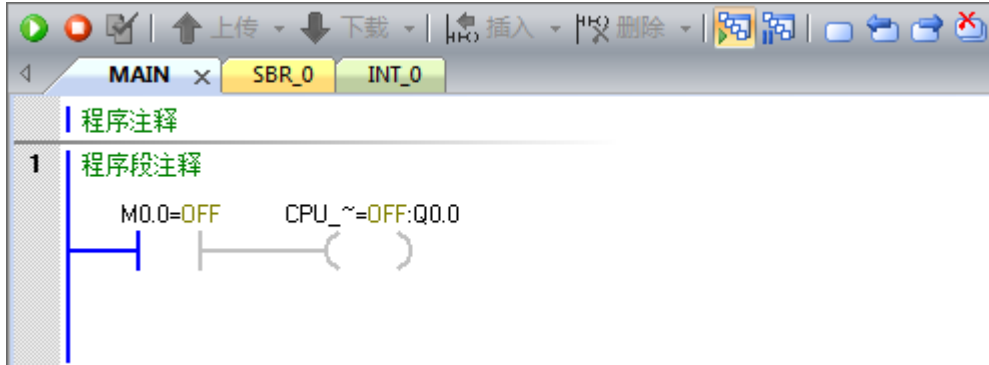 上传 下载 插入 删除
MAIN SBR_0 INT_0
程序注释
1 程序段注释
M0.0=OFF CPU_~=OFF:Q0.0